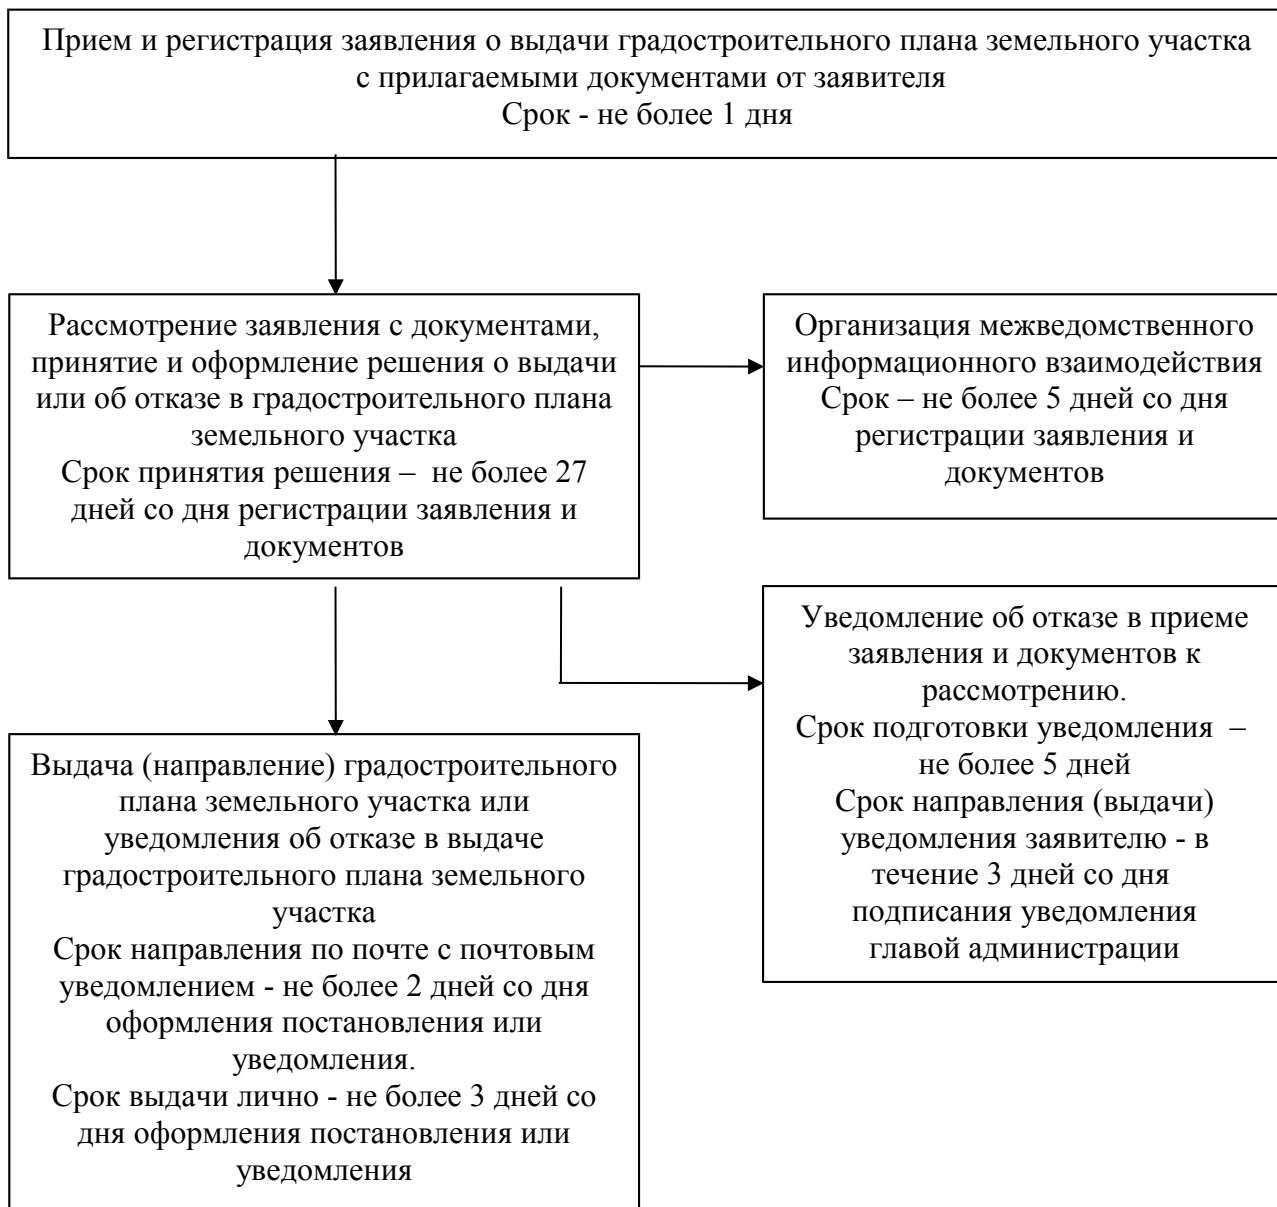 Прием и регистрация заявления о выдачи градостроительного плана земельного участка
с прилагаемыми документами от заявителя
Срок - не более 1 дня
Рассмотрение заявления с документами,
принятие и оформление решения о выдачи
или об отказе в градостроительного плана
земельного участка
Срок принятия решения – не более 27
дней со дня регистрации заявления и
документов
Организация межведомственного
информационного взаимодействия
Срок – не более 5 дней со дня
регистрации заявления и
документов
Уведомление об отказе в приеме
заявления и документов к
рассмотрению.
Срок подготовки уведомления –
не более 5 дней
Срок направления (выдачи)
уведомления заявителю - в
течение 3 дней со дня
подписания уведомления
главой администрации
Выдача (направление) градостроительного
плана земельного участка или
уведомления об отказе в выдаче
градостроительного плана земельного
участка
Срок направления по почте с почтовым
уведомлением - не более 2 дней со дня
оформления постановления или
уведомления.
Срок выдачи лично - не более 3 дней со
дня оформления постановления или
уведомления